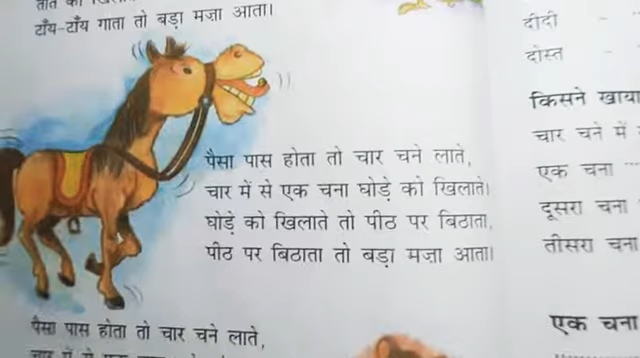 टाँय-टाँय गाता तो बड़ा मज़ा आता।
पैसा पास होता तो चार चने लाते,
चार में से एक चना घोड़े को खिलाते।
घोड़े को खिलाते तो पीठ पर बिठाता,
पीठ पर बिठाता तो बड़ा मज़ा आता।
पैसा पास होता तो चार चने लाते,
दीदी -
दोस्त -
किसने खाया
चार चने में
एक चना
दूसरा चना
तीसरा चना
एक चना